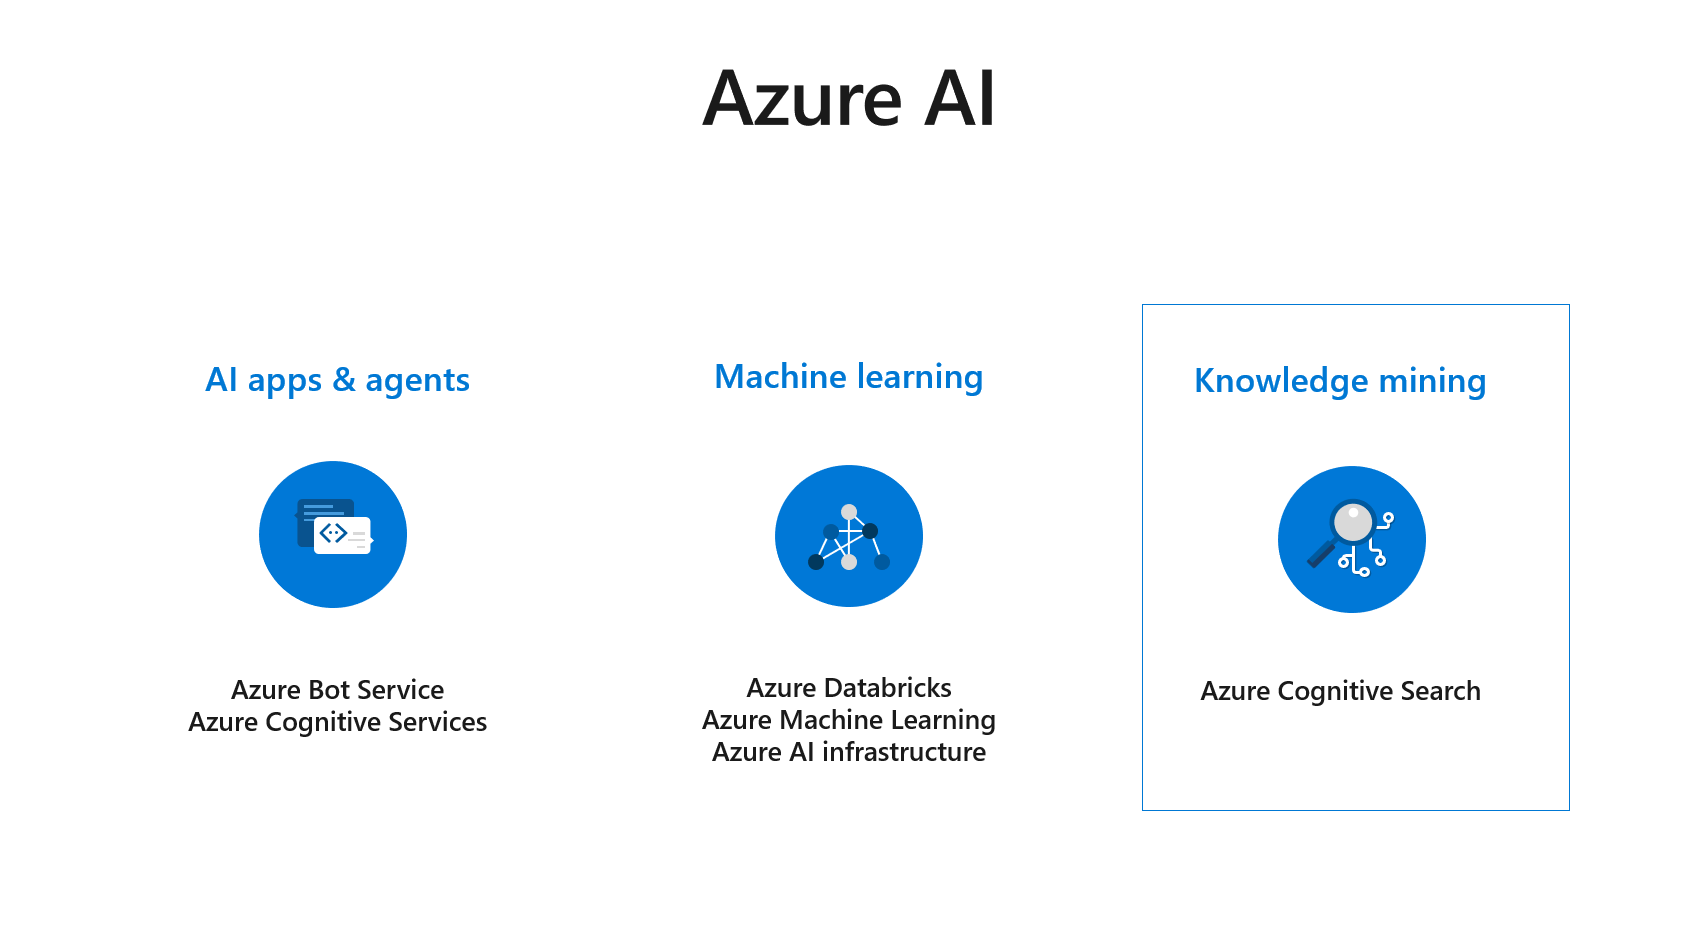 Azure AI
AI apps & agents
Azure Bot Service
Azure Cognitive Services
Machine learning
Azure Databricks
Azure Machine Learning
Azure AI infrastructure
Knowledge mining
Azure Cognitive Search